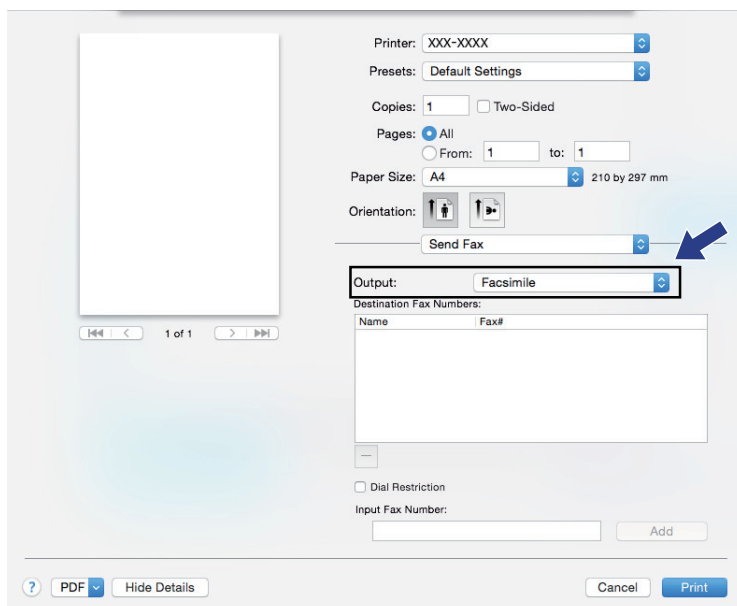 Printer: XXX-XXXX
Presets: Default Settings
Copies: 1 Two-Sided
Pages: All
From: 1 to: 1
Paper Size: A4 210 by 297 mm
Orientation:
Send Fax
Output: Facsimile
Destination Fax Numbers:
Name Fax#
1 of 1
Dial Restriction
Input Fax Number:
Add
? PDF Hide Details Cancel Print